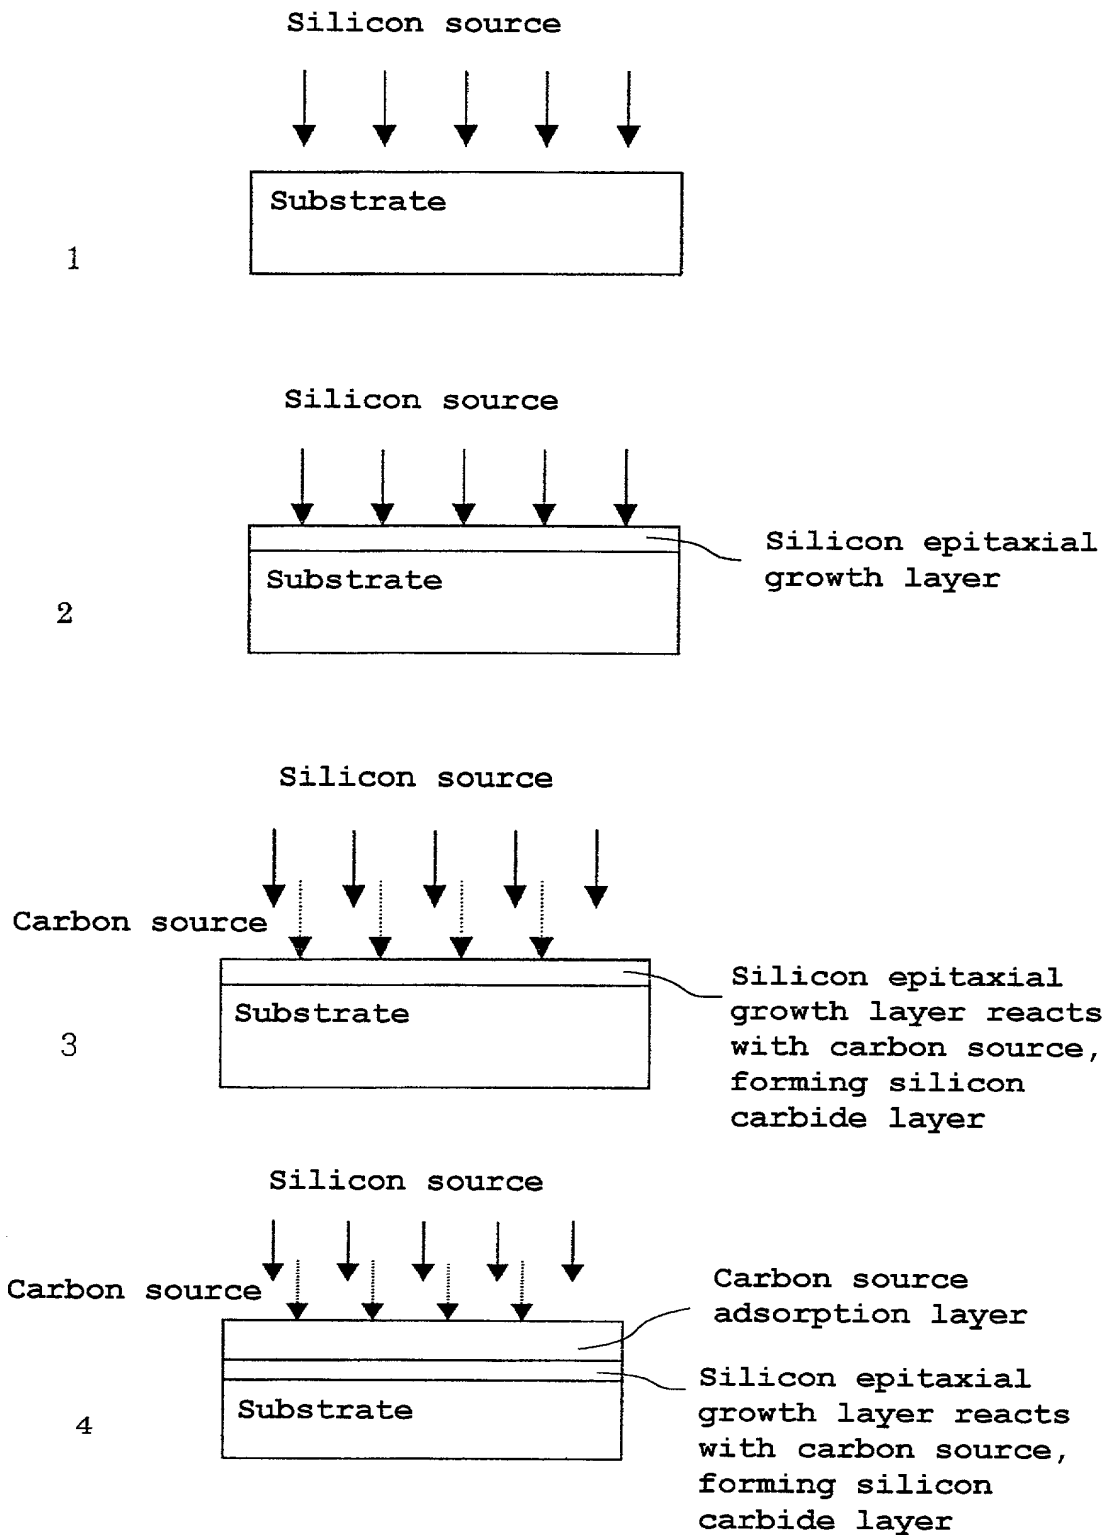 Silicon source
Substrate
1
Silicon source
Silicon epitaxial
growth layer
Substrate
2
Silicon source
Carbon source
Silicon epitaxial
growth layer reacts
with carbon source,
forming silicon
carbide layer
Substrate
3
Silicon source
Carbon source
Carbon source
adsorption layer
Silicon epitaxial
growth layer reacts
with carbon source,
forming silicon
carbide layer
Substrate
4